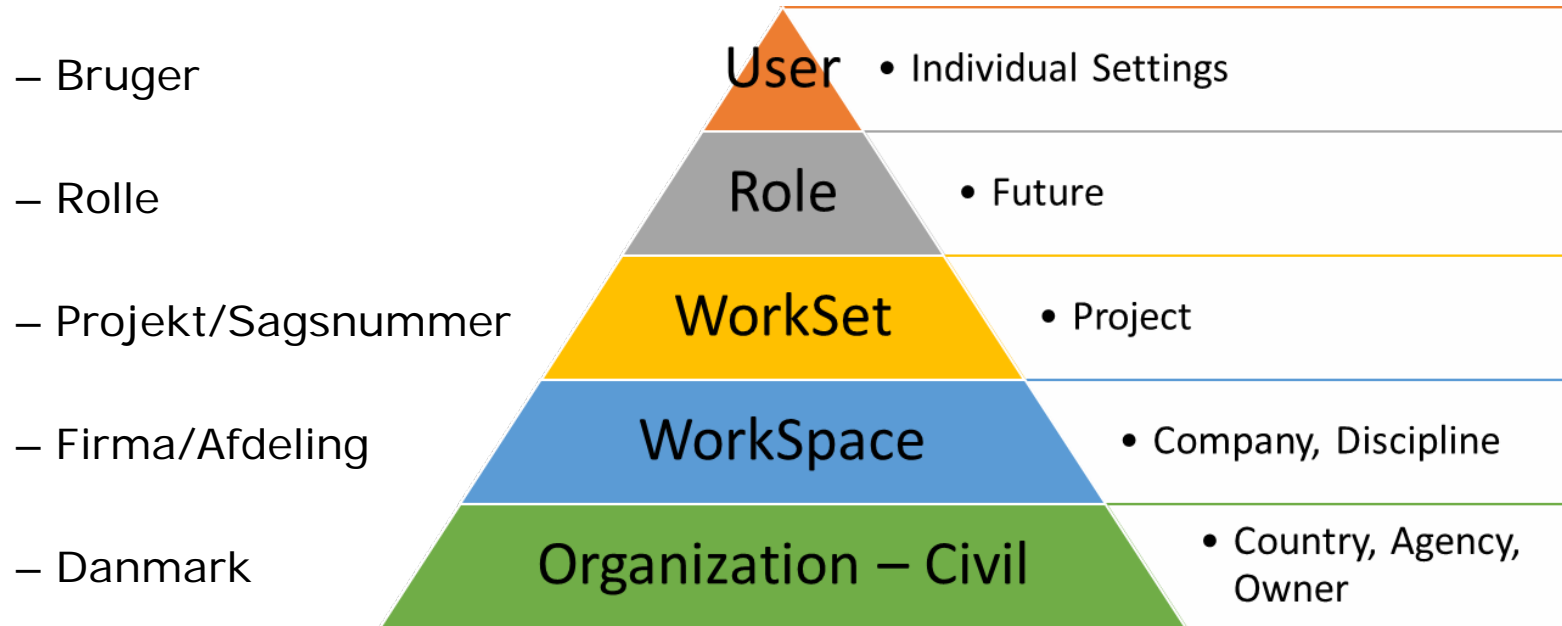 – Bruger
User
• Individual Settings
– Rolle
Role
• Future
– Projekt/Sagsnummer
WorkSet
• Project
– Firma/Afdeling
WorkSpace
• Company, Discipline
– Danmark
Organization – Civil
• Country, Agency,
Owner